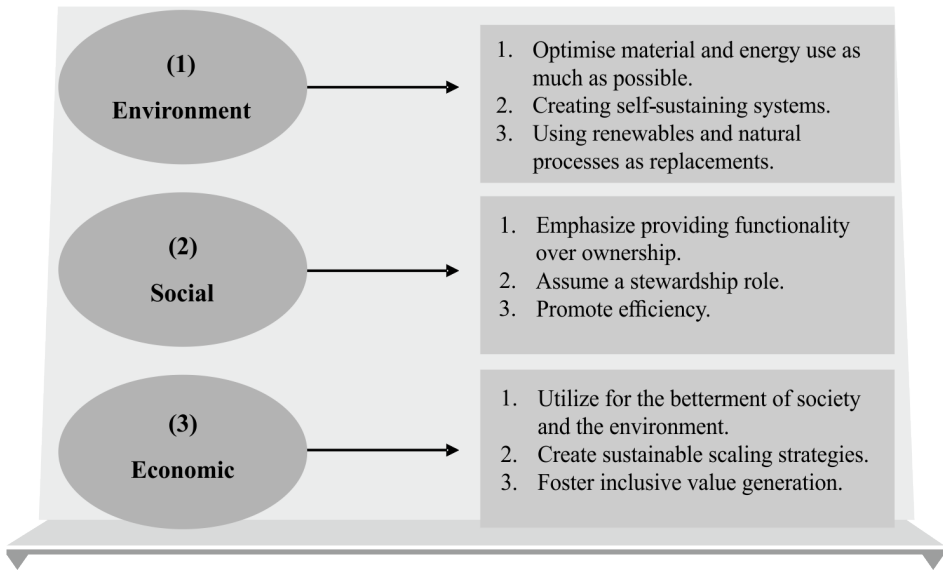 (1)
Environment
1. Optimise material and energy use as
much as possible.
2. Creating self-sustaining systems.
3. Using renewables and natural
processes as replacements.
(2)
Social
1. Emphasize providing functionality
over ownership.
2. Assume a stewardship role.
3. Promote efficiency.
(3)
Economic
1. Utilize for the betterment of society
and the environment.
2. Create sustainable scaling strategies.
3. Foster inclusive value generation.